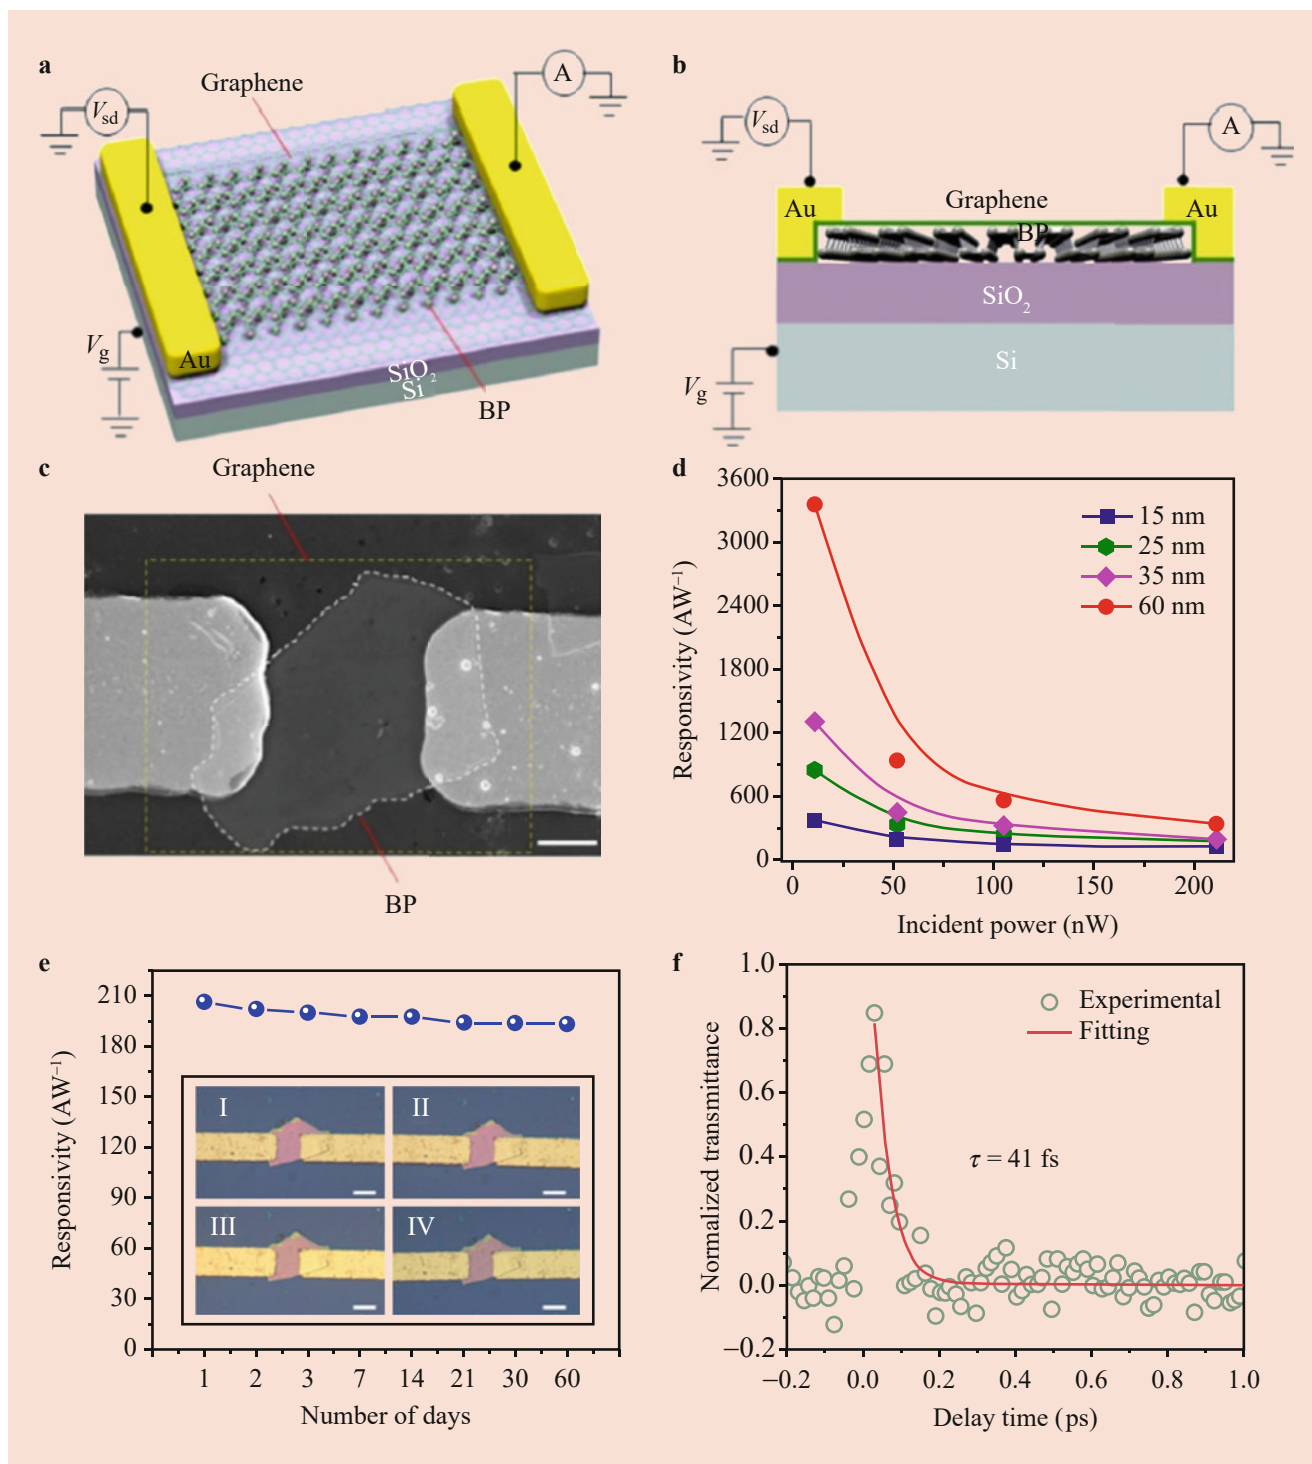 a
Graphene
V_sd
A
V_g
Au
SiO₂
Si
BP
b
V_sd
A
Graphene
Au
BP
Au
SiO₂
Si
V_g
c
Graphene
BP
d
3600
3000
2400
1800
1200
600
0
Responsivity (AW⁻¹)
15 nm
25 nm
35 nm
60 nm
0 50 100 150 200
Incident power (nW)
e
210
180
150
120
90
60
30
0
Responsivity (AW⁻¹)
I II
III IV
1 2 3 7 14 21 30 60
Number of days
f
1.0
0.8
0.6
0.4
0.2
0.0
–0.2
Normalized transmittance
Experimental
Fitting
τ = 41 fs
–0.2 0.0 0.2 0.4 0.6 0.8 1.0
Delay time (ps)